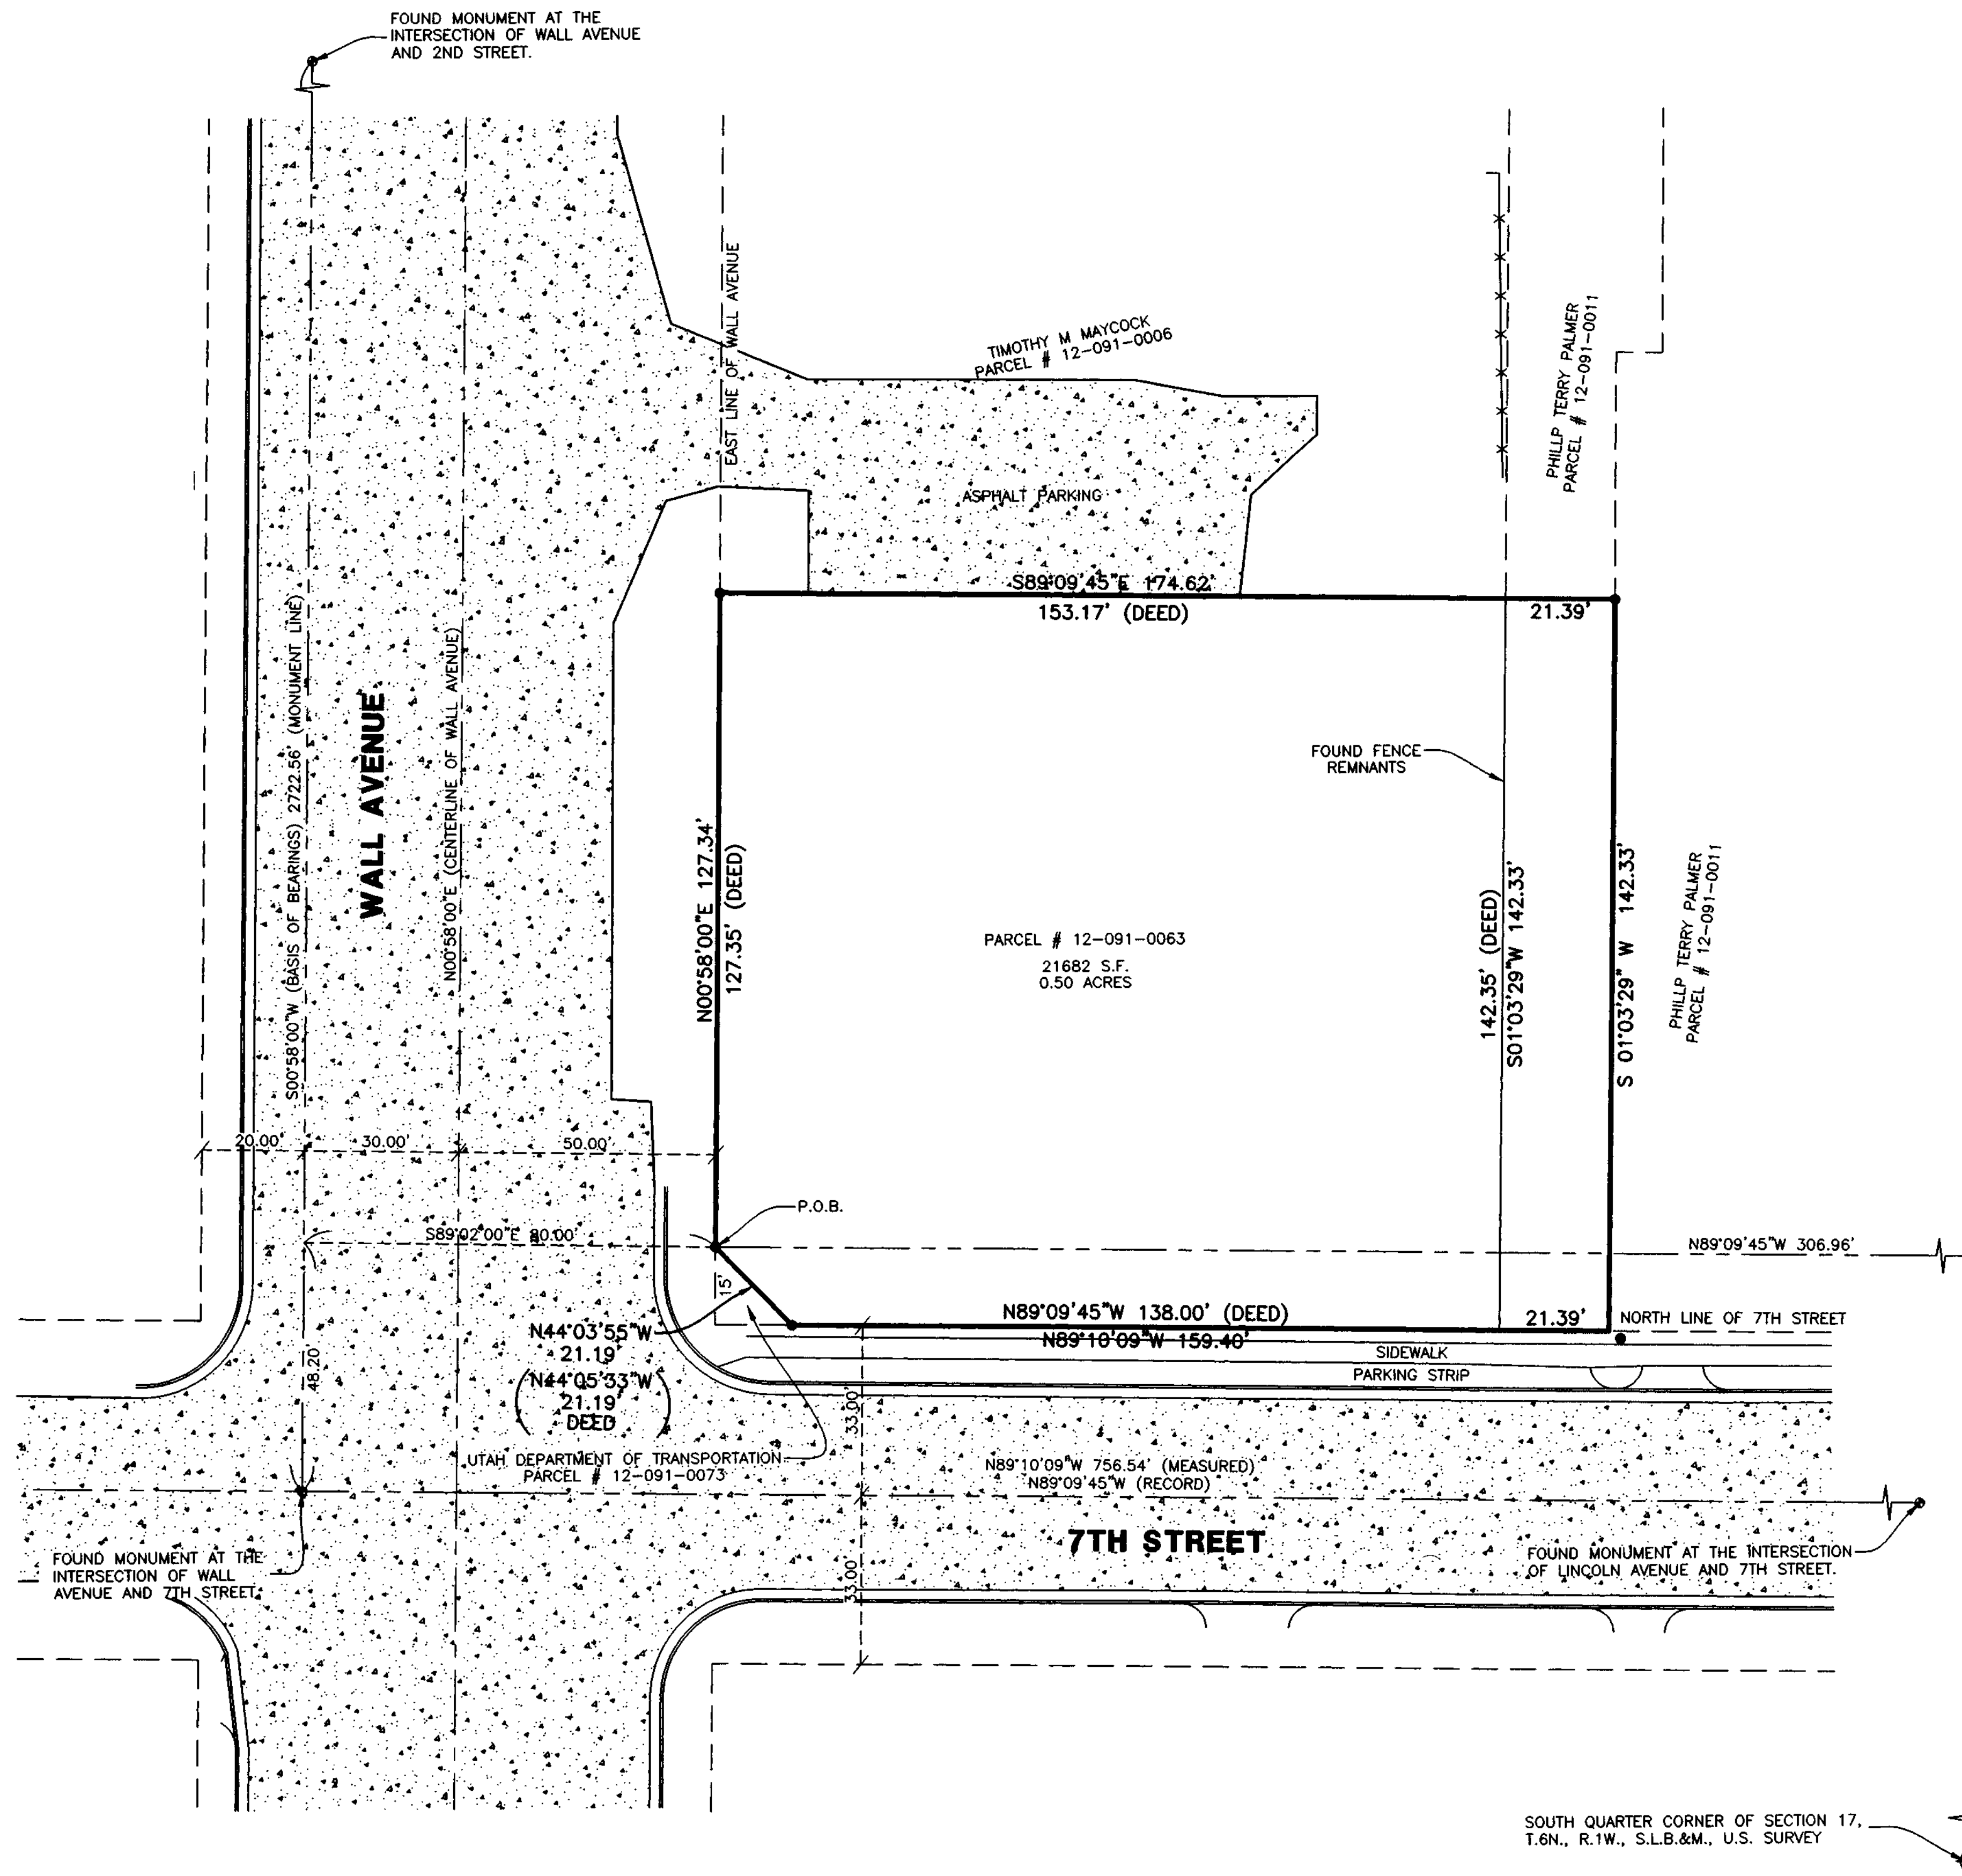 FOUND MONUMENT AT THE
INTERSECTION OF WALL AVENUE
AND 2ND STREET.
EAST LINE OF WALL AVENUE
TIMOTHY M MAYCOCK
PARCEL # 12-091-0006
PHILLP TERRY PALMER
PARCEL # 12-091-0011
ASPHALT PARKING
S89°09'45"E 174.62'
153.17' (DEED)
21.39'
S00°58'00"W (BASIS OF BEARINGS) 2722.56' (MONUMENT LINE)
WALL AVENUE
N00°58'00"E (CENTERLINE OF WALL AVENUE)
FOUND FENCE
REMNANTS
N00°58'00"E 127.34'
127.35' (DEED)
PARCEL # 12-091-0063
21682 S.F.
0.50 ACRES
142.35' (DEED)
S01°03'29"W 142.33'
S 01°03'29" W 142.33'
PHILLP TERRY PALMER
PARCEL # 12-091-0011
20.00'
30.00'
50.00'
P.O.B.
S89°02'00"E 80.00'
N89°09'45"W 306.96'
15'
N89°09'45"W 138.00' (DEED)
21.39'
NORTH LINE OF 7TH STREET
N44°03'55"W
21.19'
N89°10'09"W 159.40'
SIDEWALK
PARKING STRIP
48.20'
N44°05'33"W
21.19'
DEED
33.00'
UTAH DEPARTMENT OF TRANSPORTATION
PARCEL # 12-091-0073
N89°10'09"W 756.54' (MEASURED)
N89°09'45"W (RECORD)
7TH STREET
FOUND MONUMENT AT THE
INTERSECTION OF WALL
AVENUE AND 7TH STREET.
33.00'
FOUND MONUMENT AT THE INTERSECTION
OF LINCOLN AVENUE AND 7TH STREET.
SOUTH QUARTER CORNER OF SECTION 17,
T.6N., R.1W., S.L.B.&M., U.S. SURVEY